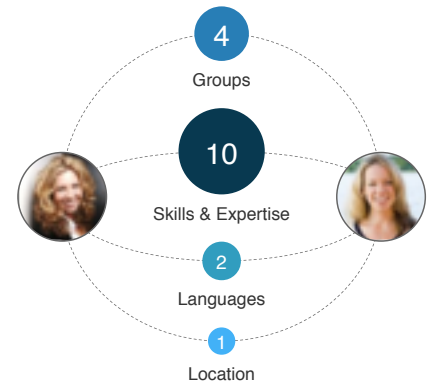 4
Groups
10
Skills & Expertise
2
Languages
1
Location